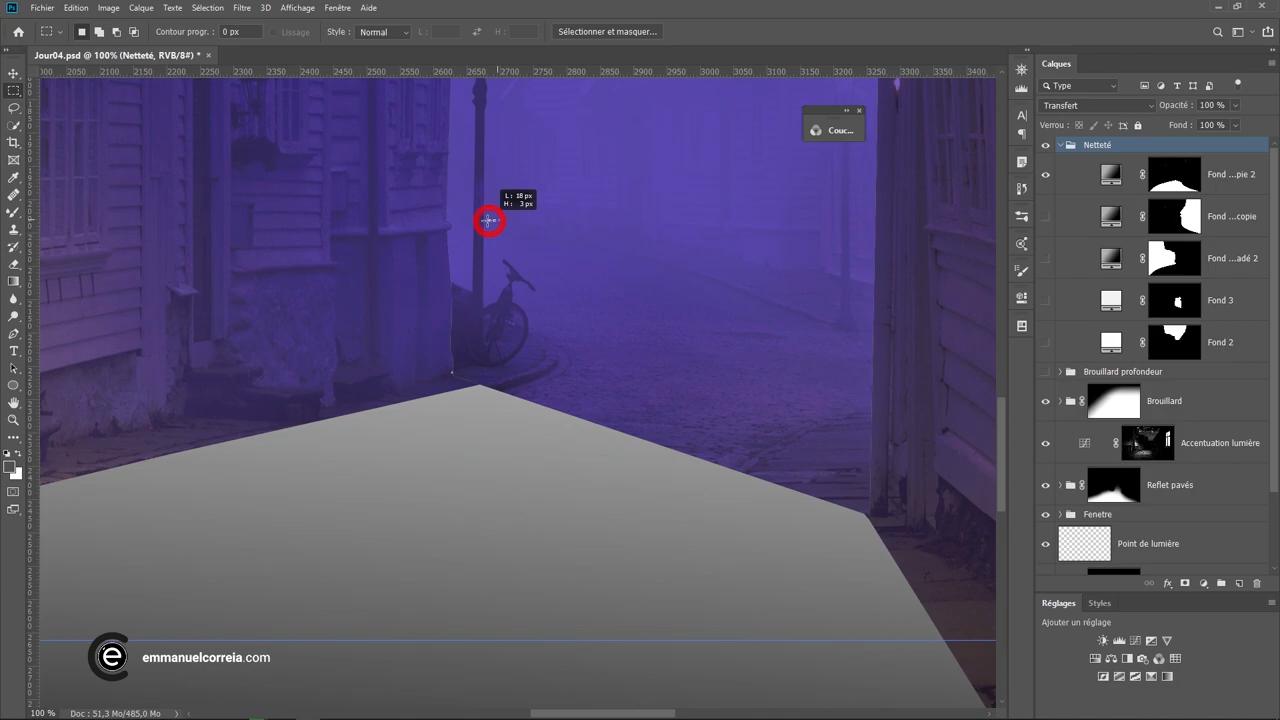 Fichier Edition Image Calque Texte Sélection Filtre 3D Affichage Fenêtre Aide
Contour progr. : 0 px Lissage Style : Normal L : H : Sélectionner et masquer...
Jour04.psd @ 100% (Netteté, RVB/8#) * ×
2050 2100 2150 2200 2250 2300 2350 2400 2450 2500 2550 2600 2650 2700 2750 2800 2850 2900 2950 3000 3050 3100 3150 3200 3250 3300 3350 3400
Couc...
L : 18 px
H : 3 px
Calques
Type
Transfert Opacité : 100 %
Verrou : Fond : 100 %
Netteté
Fond ...pie 2
Fond ...copie
Fond ...adé 2
Fond 3
Fond 2
Brouillard profondeur
Brouillard
Accentuation lumière
Reflet pavés
Fenetre
Point de lumière
Réglages Styles
Ajouter un réglage
e emmanuelcorreia.com
100 % Doc : 51,3 Mo/485,0 Mo